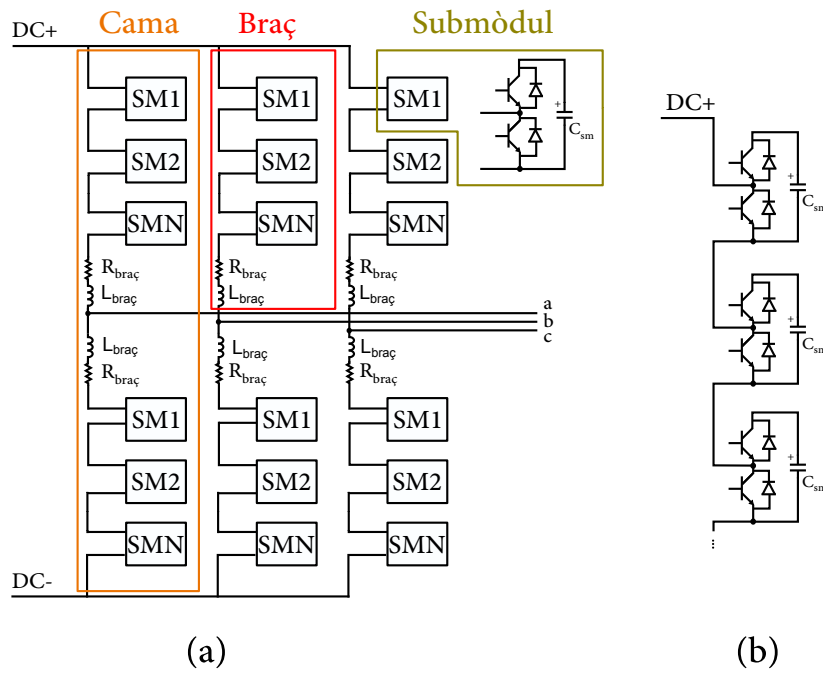 Cama Braç Submòdul
DC+
SM1 SM1 SM1
+
C_sm
SM2 SM2 SM2
SMN SMN SMN
R_braç R_braç R_braç
L_braç L_braç L_braç
a
b
c
L_braç L_braç L_braç
R_braç R_braç R_braç
SM1 SM1 SM1
SM2 SM2 SM2
SMN SMN SMN
DC-
(a)
DC+
+
C_sm
+
C_sm
+
C_sm
...
(b)